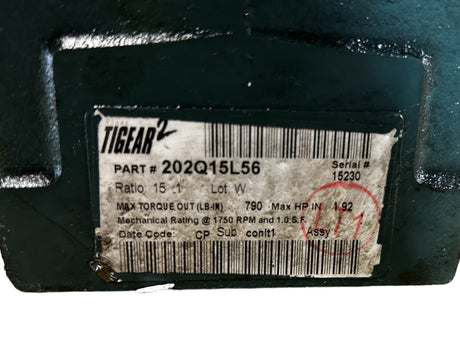 TIGEAR 2
PART # 202Q15L56 Serial # 15230
Ratio: 15 :1 Lot W
MAX TORQUE OUT (LB-IN) 790 Max HP IN 1.92
Mechanical Rating @ 1750 RPM and 1.0 S.F.
Date Code: CP Sub conlt1 Assy